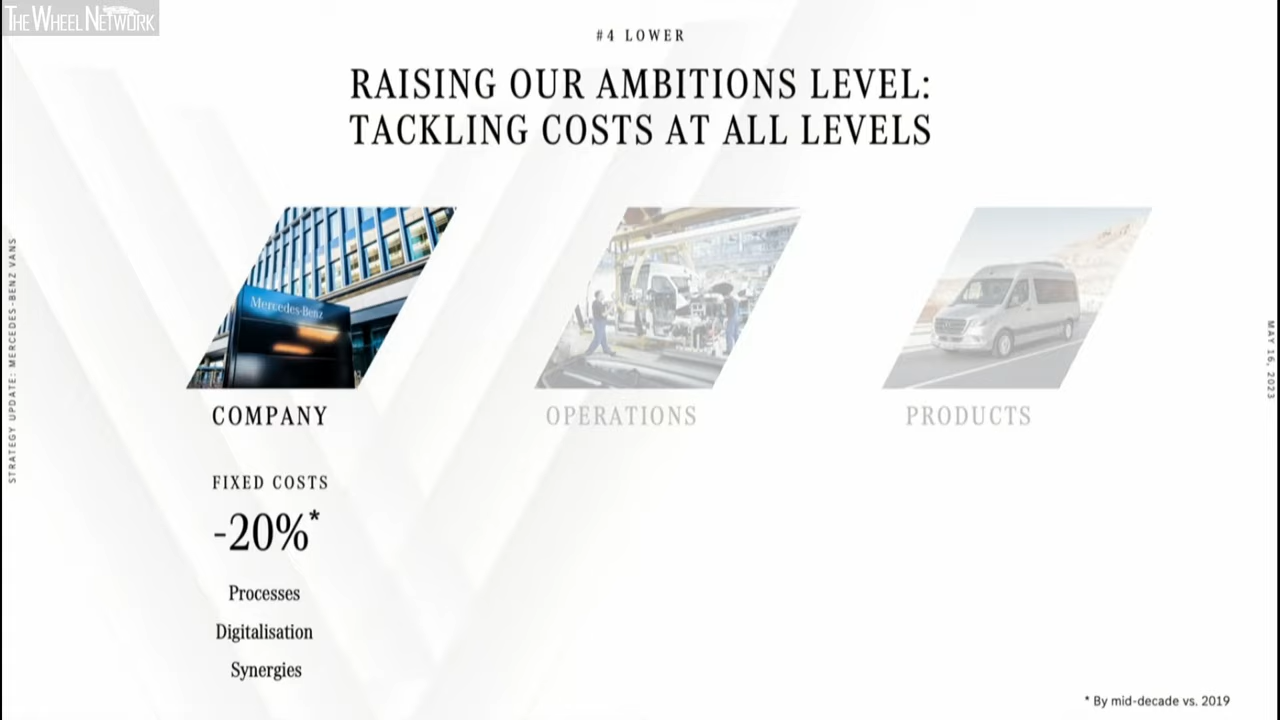 THE WHEEL NETWORK
#4 LOWER
RAISING OUR AMBITIONS LEVEL:
TACKLING COSTS AT ALL LEVELS
STRATEGY UPDATE: MERCEDES-BENZ VANS
MAY 16, 2023
Mercedes-Benz
COMPANY
OPERATIONS
PRODUCTS
FIXED COSTS
-20%*
Processes
Digitalisation
Synergies
* By mid-decade vs. 2019